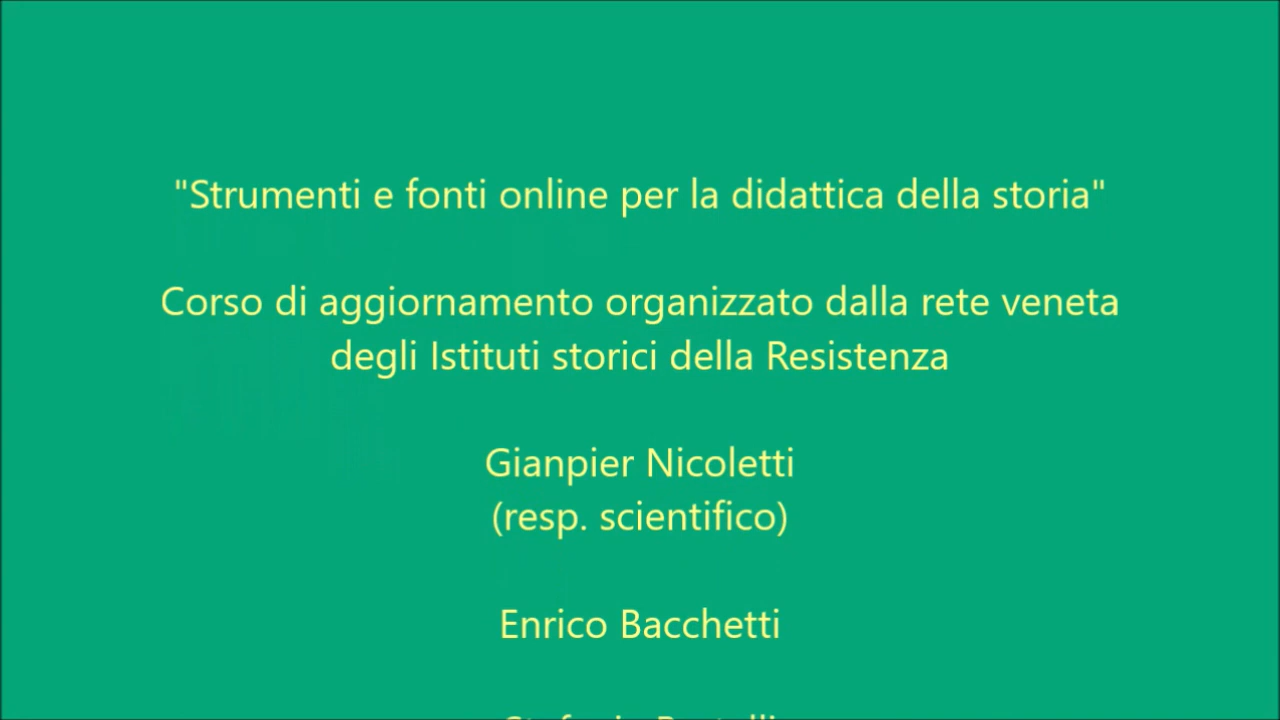 "Strumenti e fonti online per la didattica della storia"
Corso di aggiornamento organizzato dalla rete veneta
degli Istituti storici della Resistenza
Gianpier Nicoletti
(resp. scientifico)
Enrico Bacchetti